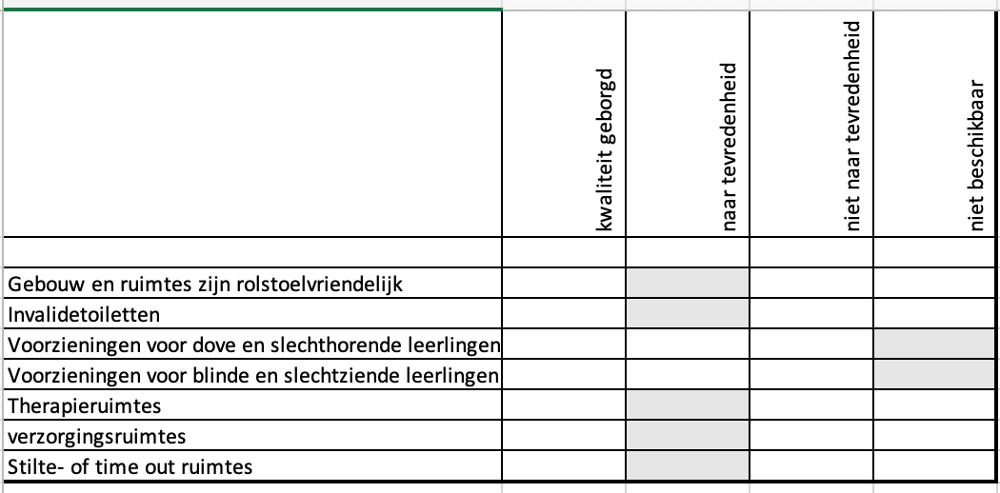 kwaliteit geborgd
naar tevredenheid
niet naar tevredenheid
niet beschikbaar
Gebouw en ruimtes zijn rolstoelvriendelijk
Invalidetoiletten
Voorzieningen voor dove en slechthorende leerlingen
Voorzieningen voor blinde en slechtziende leerlingen
Therapieruimtes
verzorgingsruimtes
Stilte- of time out ruimtes